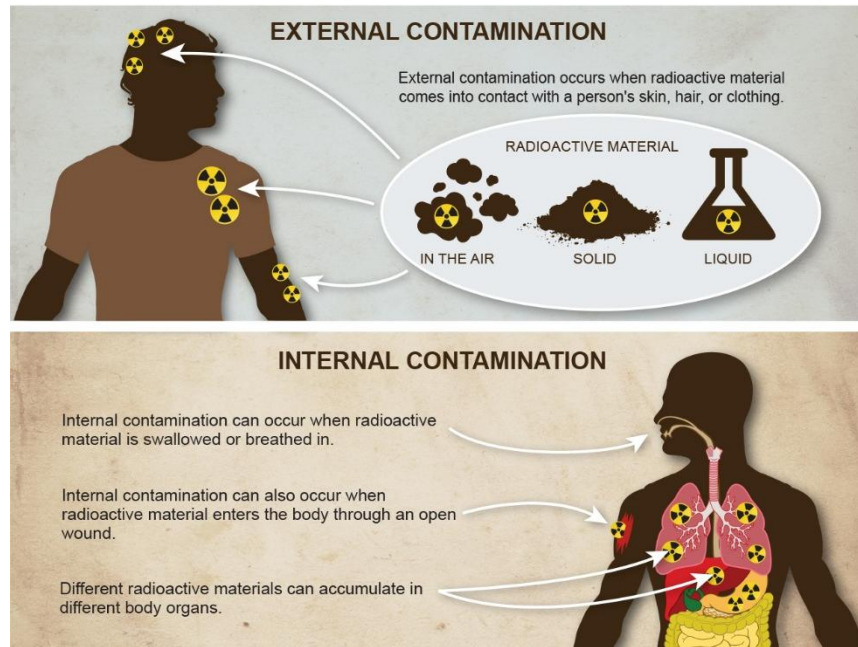 EXTERNAL CONTAMINATION
External contamination occurs when radioactive material
comes into contact with a person's skin, hair, or clothing.
RADIOACTIVE MATERIAL
IN THE AIR
SOLID
LIQUID
INTERNAL CONTAMINATION
Internal contamination can occur when radioactive
material is swallowed or breathed in.
Internal contamination can also occur when
radioactive material enters the body through an open
wound.
Different radioactive materials can accumulate in
different body organs.